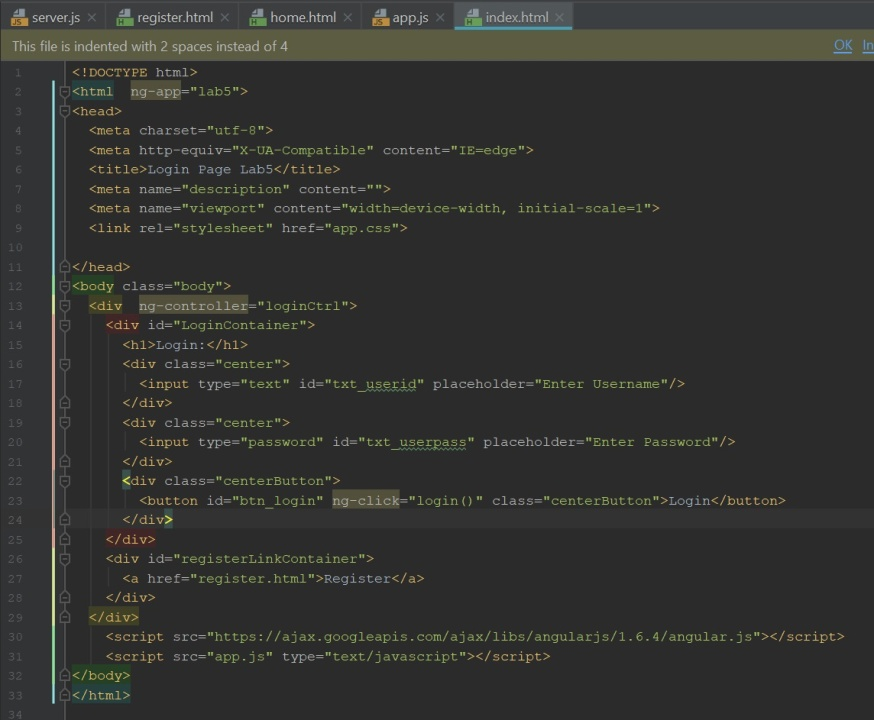 server.js register.html home.html app.js index.html
This file is indented with 2 spaces instead of 4 OK In
1 <!DOCTYPE html>
2 <html  ng-app="lab5">
3 <head>
4   <meta charset="utf-8">
5   <meta http-equiv="X-UA-Compatible" content="IE=edge">
6   <title>Login Page Lab5</title>
7   <meta name="description" content="">
8   <meta name="viewport" content="width=device-width, initial-scale=1">
9   <link rel="stylesheet" href="app.css">
10
11 </head>
12 <body class="body">
13   <div  ng-controller="loginCtrl">
14     <div id="LoginContainer">
15       <h1>Login:</h1>
16       <div class="center">
17         <input type="text" id="txt_userid" placeholder="Enter Username"/>
18       </div>
19       <div class="center">
20         <input type="password" id="txt_userpass" placeholder="Enter Password"/>
21       </div>
22       <div class="centerButton">
23         <button id="btn_login" ng-click="login()" class="centerButton">Login</button>
24       </div>
25     </div>
26     <div id="registerLinkContainer">
27       <a href="register.html">Register</a>
28     </div>
29   </div>
30     <script src="https://ajax.googleapis.com/ajax/libs/angularjs/1.6.4/angular.js"></script>
31     <script src="app.js" type="text/javascript"></script>
32 </body>
33 </html>
34